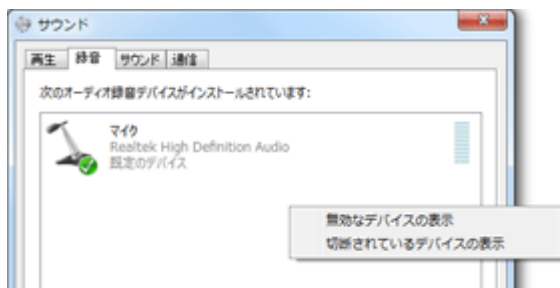 サウンド
再生 録音 サウンド 通信
次のオーディオ録音デバイスがインストールされています:
マイク
Realtek High Definition Audio
既定のデバイス
無効なデバイスの表示
切断されているデバイスの表示